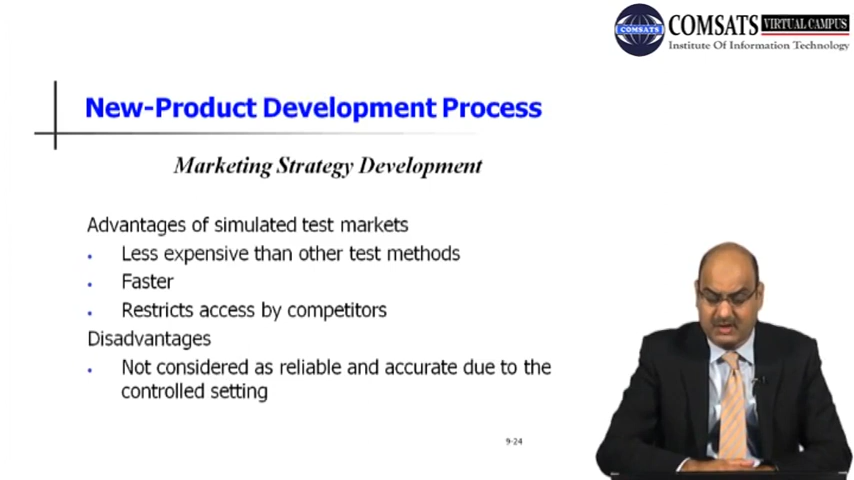 COMSATS
COMSATS VIRTUAL CAMPUS
Institute Of Information Technology
New-Product Development Process
Marketing Strategy Development
Advantages of simulated test markets
• Less expensive than other test methods
• Faster
• Restricts access by competitors
Disadvantages
• Not considered as reliable and accurate due to the
controlled setting
9-24